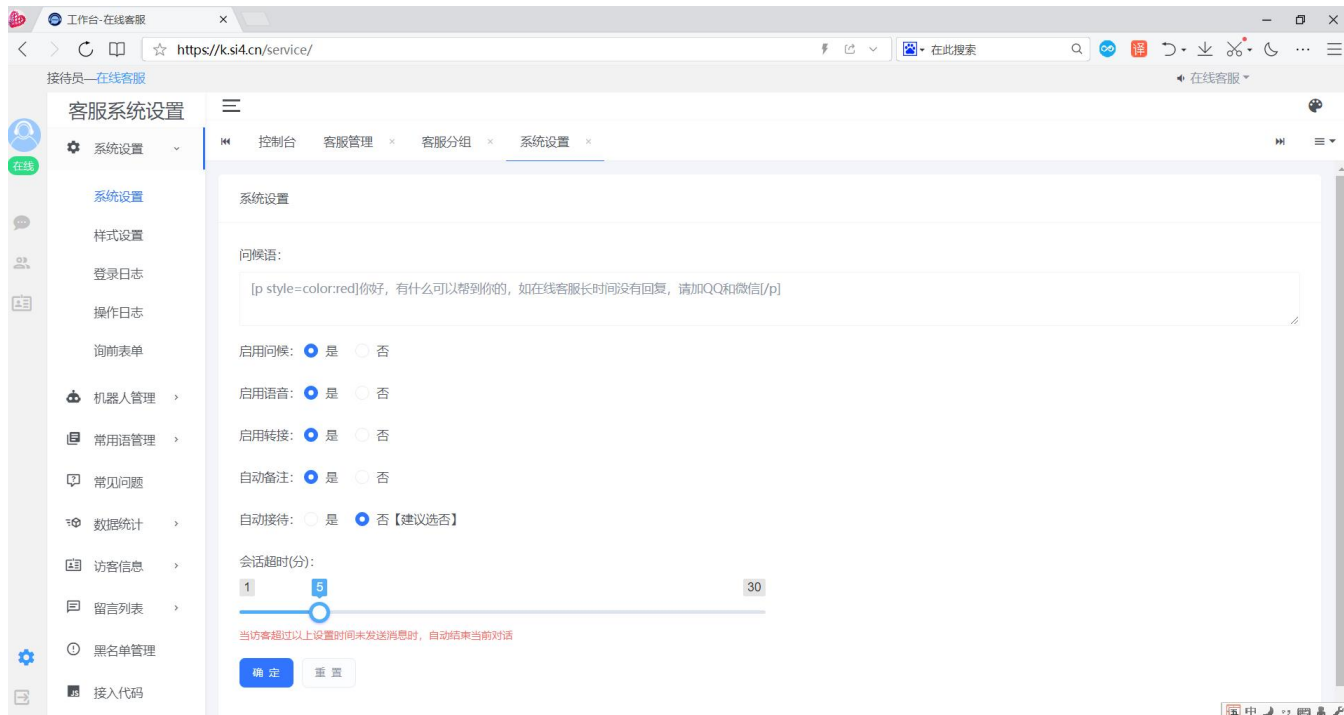 工作台-在线客服
https://k.si4.cn/service/
在此搜索
译
接待员—在线客服
在线客服
客服系统设置
控制台 客服管理 × 客服分组 × 系统设置 ×
在线
系统设置
系统设置
样式设置
登录日志
操作日志
询前表单
机器人管理
常用语管理
常见问题
数据统计
访客信息
留言列表
黑名单管理
JS 接入代码
系统设置
问候语:
[p style=color:red]你好，有什么可以帮到你的，如在线客服长时间没有回复，请加QQ和微信[/p]
启用问候: 是 否
启用语音: 是 否
启用转接: 是 否
自动备注: 是 否
自动接待: 是 否【建议选否】
会话超时(分):
1 5 30
当访客超过以上设置时间未发送消息时，自动结束当前对话
确 定 重 置
五 中